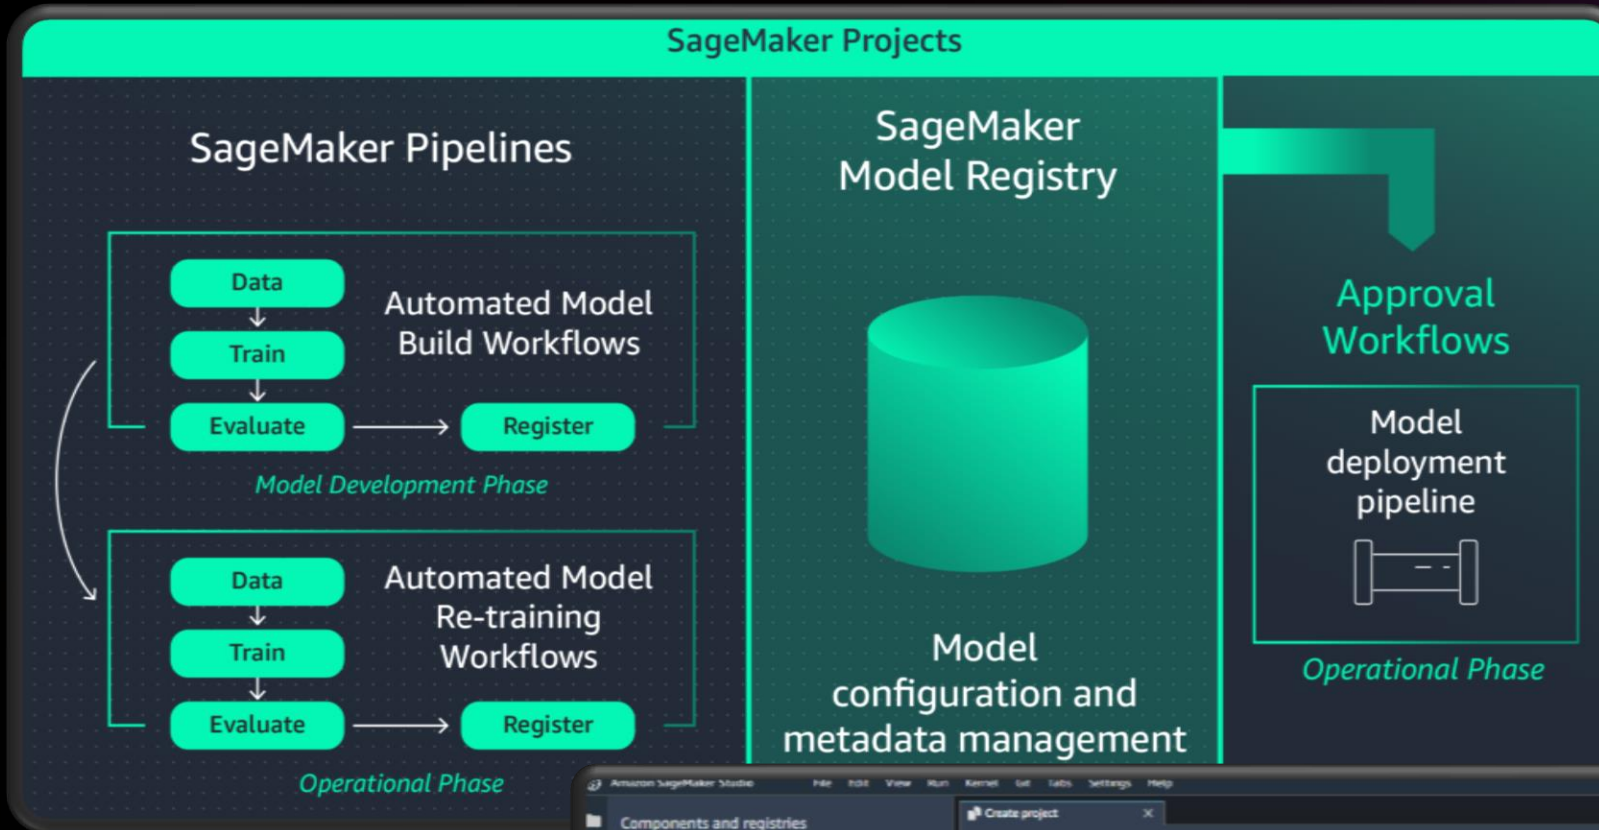 SageMaker Projects
SageMaker Pipelines
Data
Train
Evaluate
Register
Automated Model
Build Workflows
Model Development Phase
Data
Train
Evaluate
Register
Automated Model
Re-training
Workflows
Operational Phase
SageMaker
Model Registry
Model
configuration and
metadata management
Approval
Workflows
Model
deployment
pipeline
Operational Phase
Amazon SageMaker Studio
File Edit View Run Kernel Git Tabs Settings Help
Components and registries
Create project